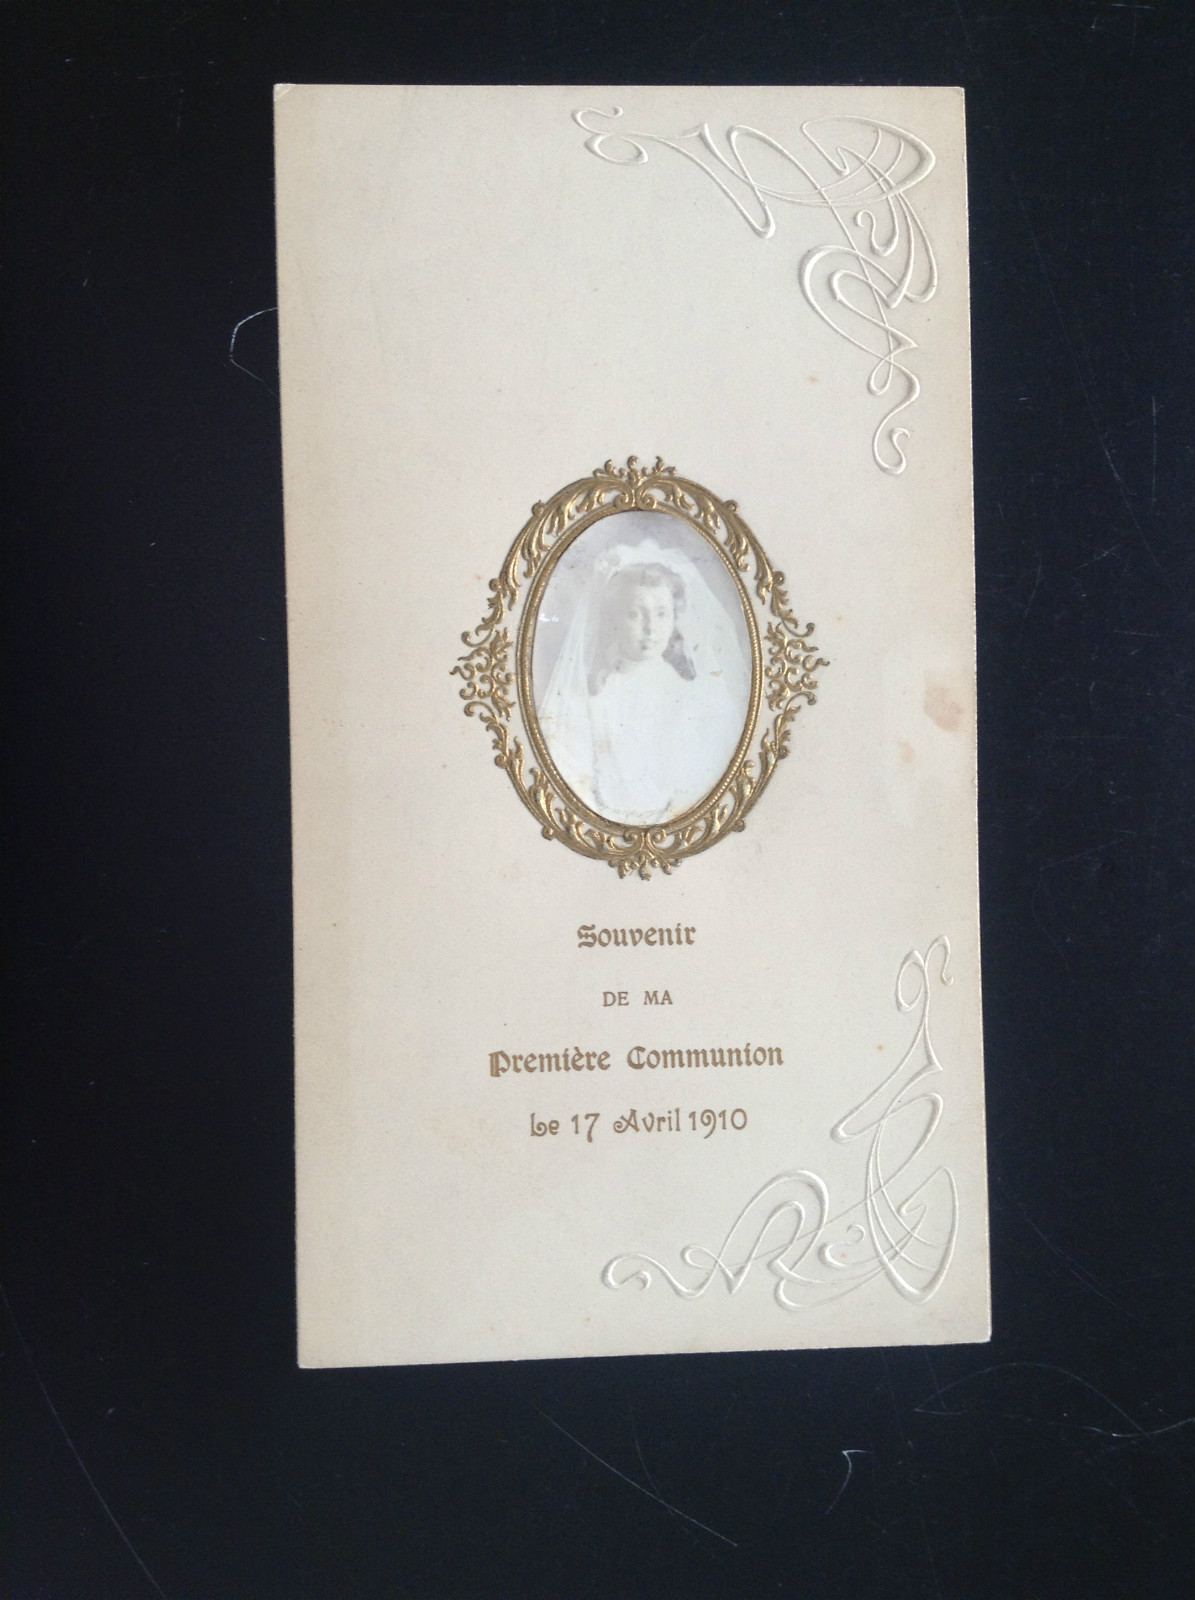 Souvenir
DE MA
Première Communion
Le 17 Avril 1910